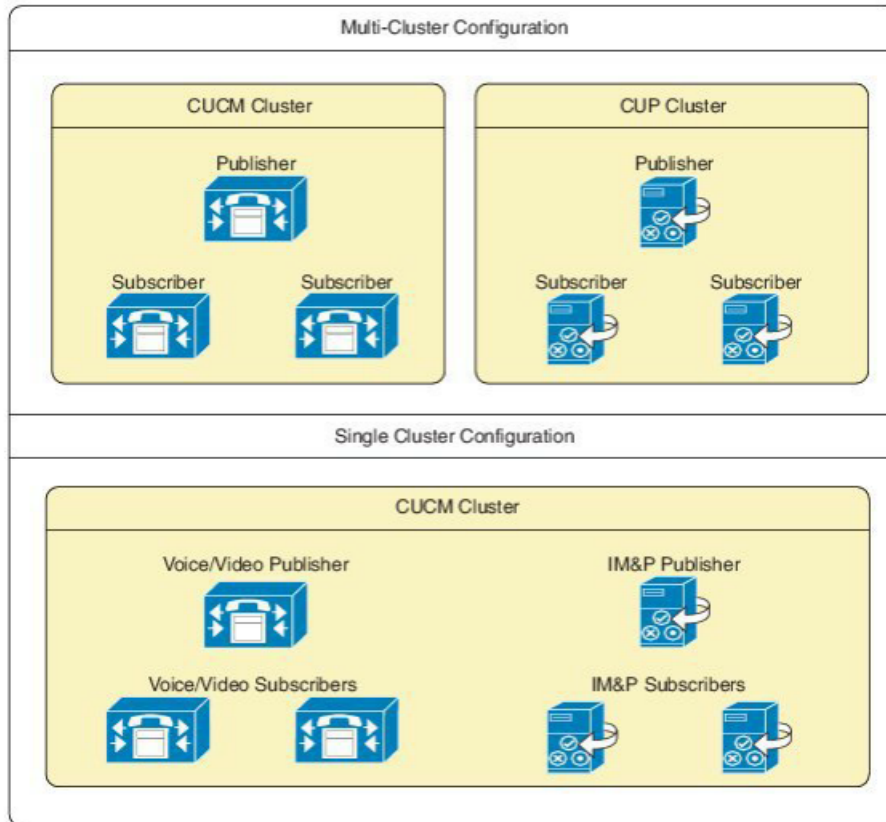 Multi-Cluster Configuration
CUCM Cluster
CUP Cluster
Publisher
Publisher
Subscriber
Subscriber
Subscriber
Subscriber
Single Cluster Configuration
CUCM Cluster
Voice/Video Publisher
IM&P Publisher
Voice/Video Subscribers
IM&P Subscribers